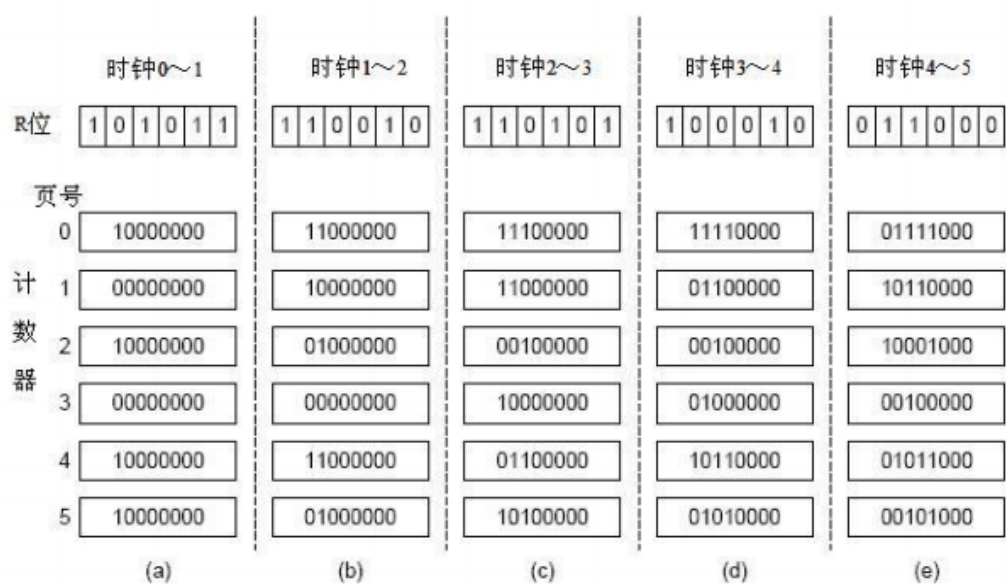 时钟0～1 时钟1～2 时钟2～3 时钟3～4 时钟4～5
R位 1 0 1 0 1 1 1 1 0 0 1 0 1 1 0 1 0 1 1 0 0 0 1 0 0 1 1 0 0 0
页号
0 10000000 11000000 11100000 11110000 01111000
计 1 00000000 10000000 11000000 01100000 10110000
数
2 10000000 01000000 00100000 00100000 10001000
器
3 00000000 00000000 10000000 01000000 00100000
4 10000000 11000000 01100000 10110000 01011000
5 10000000 01000000 10100000 01010000 00101000
(a) (b) (c) (d) (e)